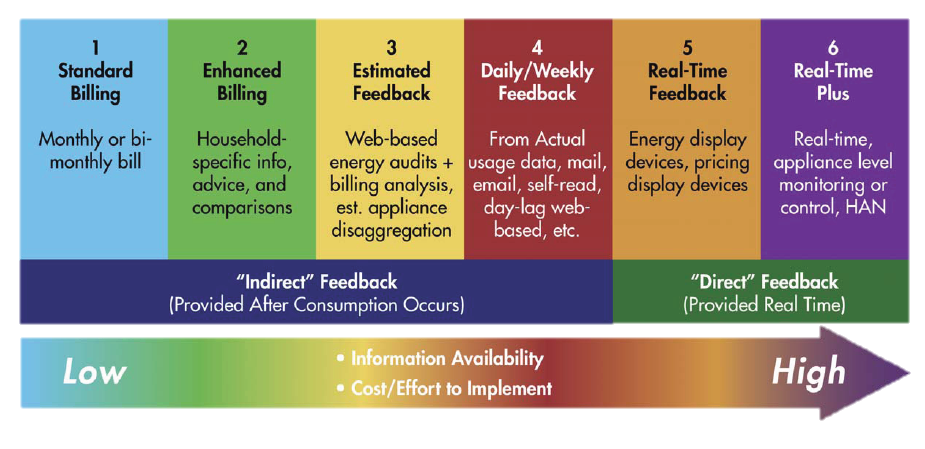 1
Standard
Billing
Monthly or bi-
monthly bill
2
Enhanced
Billing
Household-
specific info,
advice, and
comparisons
3
Estimated
Feedback
Web-based
energy audits +
billing analysis,
est. appliance
disaggregation
4
Daily/Weekly
Feedback
From Actual
usage data, mail,
email, self-read,
day-lag web-
based, etc.
5
Real-Time
Feedback
Energy display
devices, pricing
display devices
6
Real-Time
Plus
Real-time,
appliance level
monitoring or
control, HAN
“Indirect” Feedback
(Provided After Consumption Occurs)
“Direct” Feedback
(Provided Real Time)
Low
• Information Availability
• Cost/Effort to Implement
High